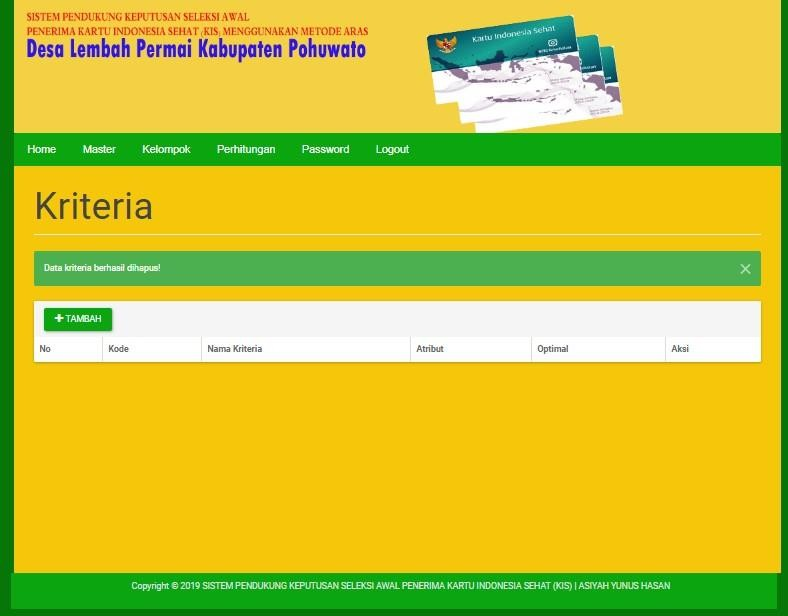 SISTEM PENDUKUNG KEPUTUSAN SELEKSI AWAL
PENERIMA KARTU INDONESIA SEHAT (KIS) MENGGUNAKAN METODE ARAS
Desa Lembah Permai Kabupaten Pohuwato
Kartu Indonesia Sehat
Home Master Kelompok Perhitungan Password Logout
Kriteria
Data kriteria berhasil dihapus!
×
+ TAMBAH
No Kode Nama Kriteria Atribut Optimal Aksi
Copyright © 2019 SISTEM PENDUKUNG KEPUTUSAN SELEKSI AWAL PENERIMA KARTU INDONESIA SEHAT (KIS) | ASIYAH YUNUS HASAN